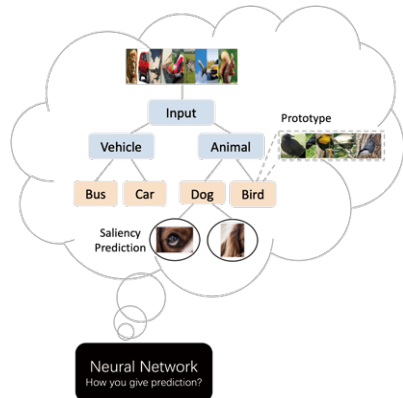 Input
Prototype
Vehicle
Animal
Bus
Car
Dog
Bird
Saliency
Prediction
Neural Network
How you give prediction?